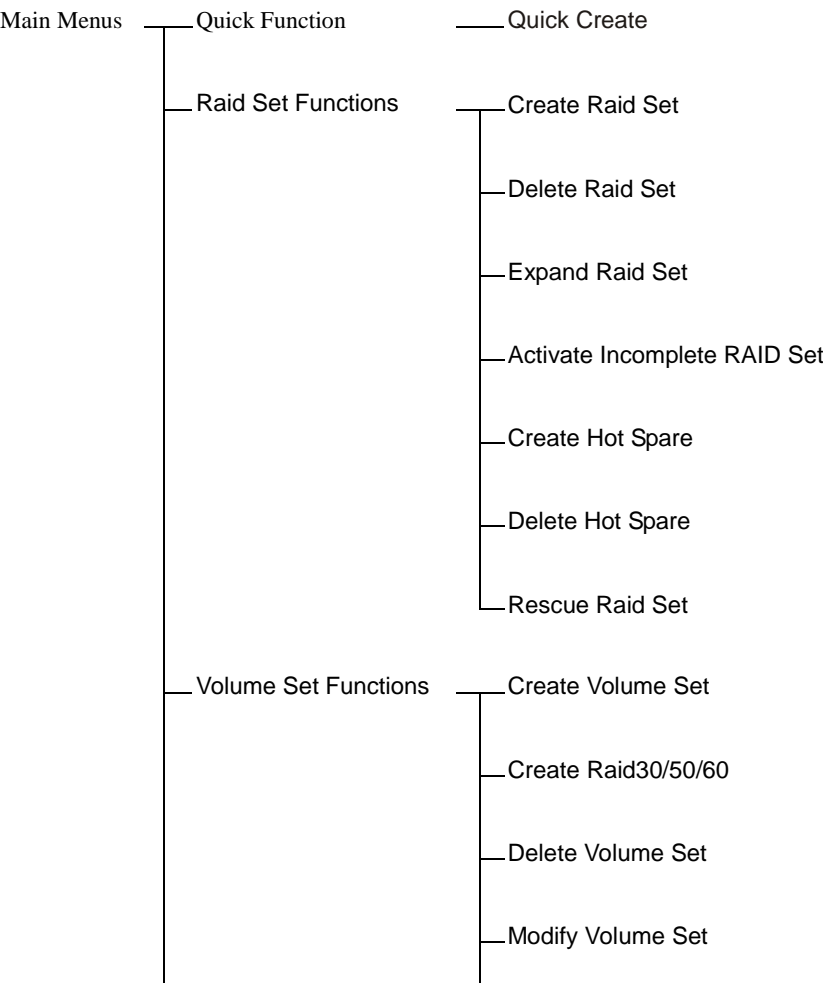 Main Menus Quick Function Quick Create
Raid Set Functions Create Raid Set
Delete Raid Set
Expand Raid Set
Activate Incomplete RAID Set
Create Hot Spare
Delete Hot Spare
Rescue Raid Set
Volume Set Functions Create Volume Set
Create Raid30/50/60
Delete Volume Set
Modify Volume Set